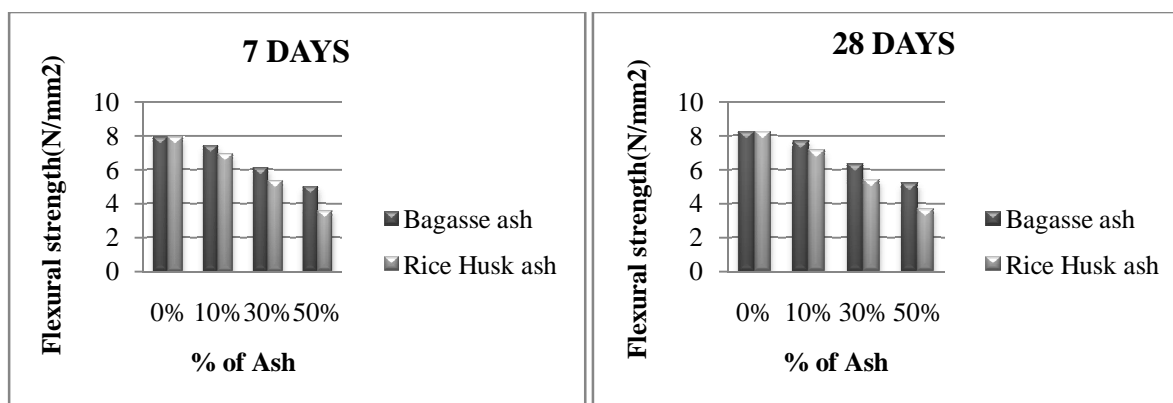 7 DAYS
Flexural strength(N/mm2)
10
8
6
4
2
0
0% 10% 30% 50%
% of Ash
Bagasse ash
Rice Husk ash
28 DAYS
Flexural strength(N/mm2)
10
8
6
4
2
0
0% 10% 30% 50%
% of Ash
Bagasse ash
Rice Husk ash